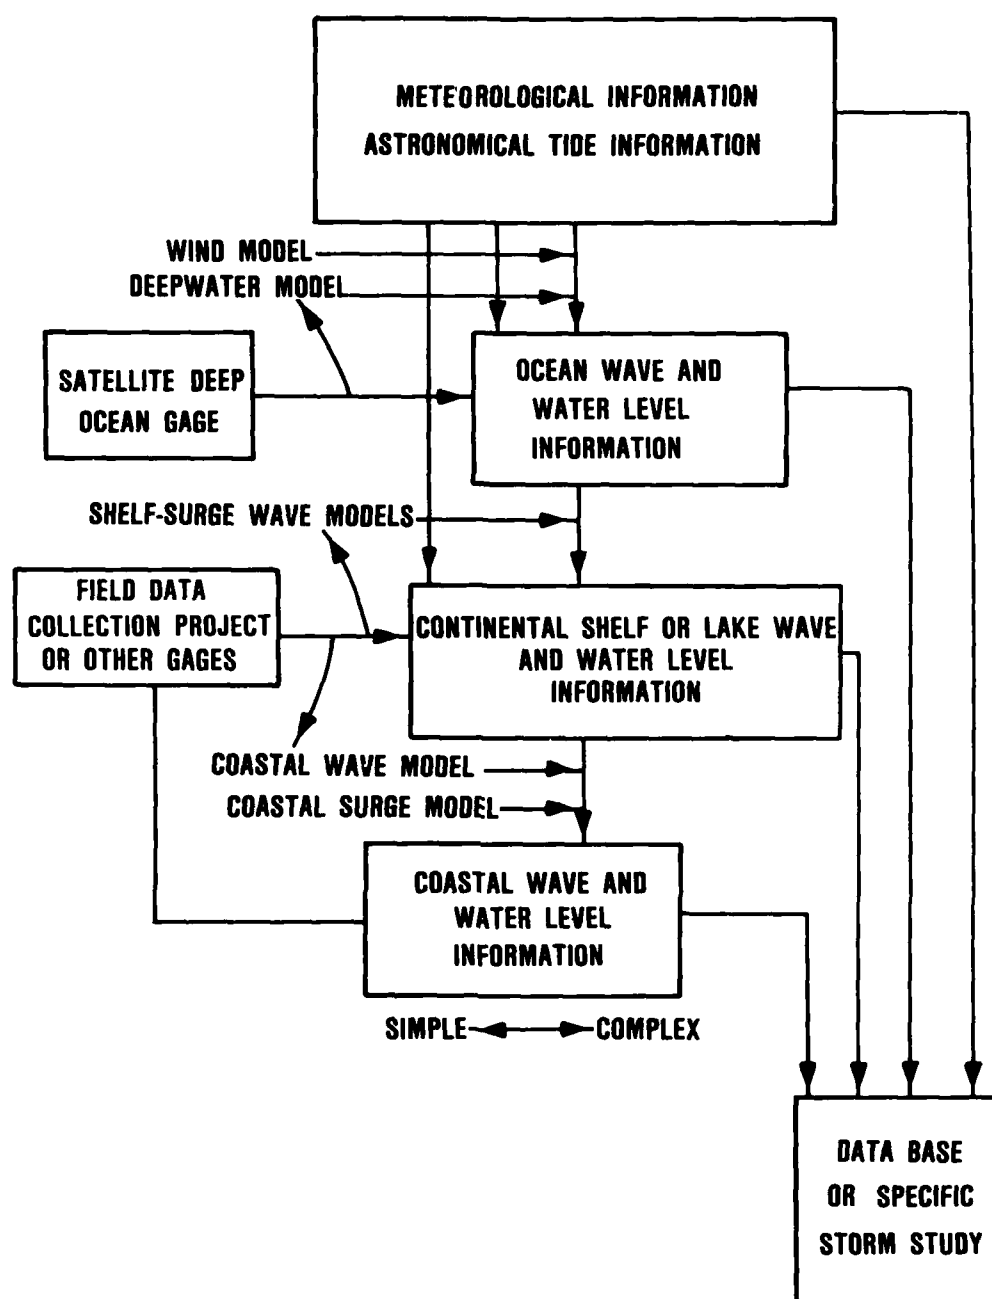 METEOROLOGICAL INFORMATION
ASTRONOMICAL TIDE INFORMATION
WIND MODEL
DEEPWATER MODEL
SATELLITE DEEP
OCEAN GAGE
OCEAN WAVE AND
WATER LEVEL
INFORMATION
SHELF-SURGE WAVE MODELS
FIELD DATA
COLLECTION PROJECT
OR OTHER GAGES
CONTINENTAL SHELF OR LAKE WAVE
AND WATER LEVEL
INFORMATION
COASTAL WAVE MODEL
COASTAL SURGE MODEL
COASTAL WAVE AND
WATER LEVEL
INFORMATION
SIMPLE COMPLEX
DATA BASE
OR SPECIFIC
STORM STUDY